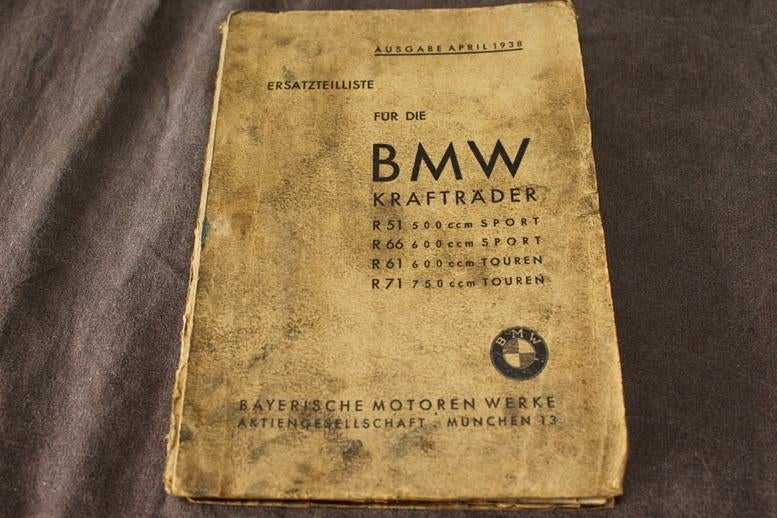 AUSGABE APRIL 1938
ERSATZTEILLISTE
FÜR DIE
BMW
KRAFTRÄDER
R 51 500 ccm SPORT
R 66 600 ccm SPORT
R 61 600 ccm TOUREN
R 71 750 ccm TOUREN
BMW
BAYERISCHE MOTOREN WERKE
AKTIENGESELLSCHAFT · MÜNCHEN 13